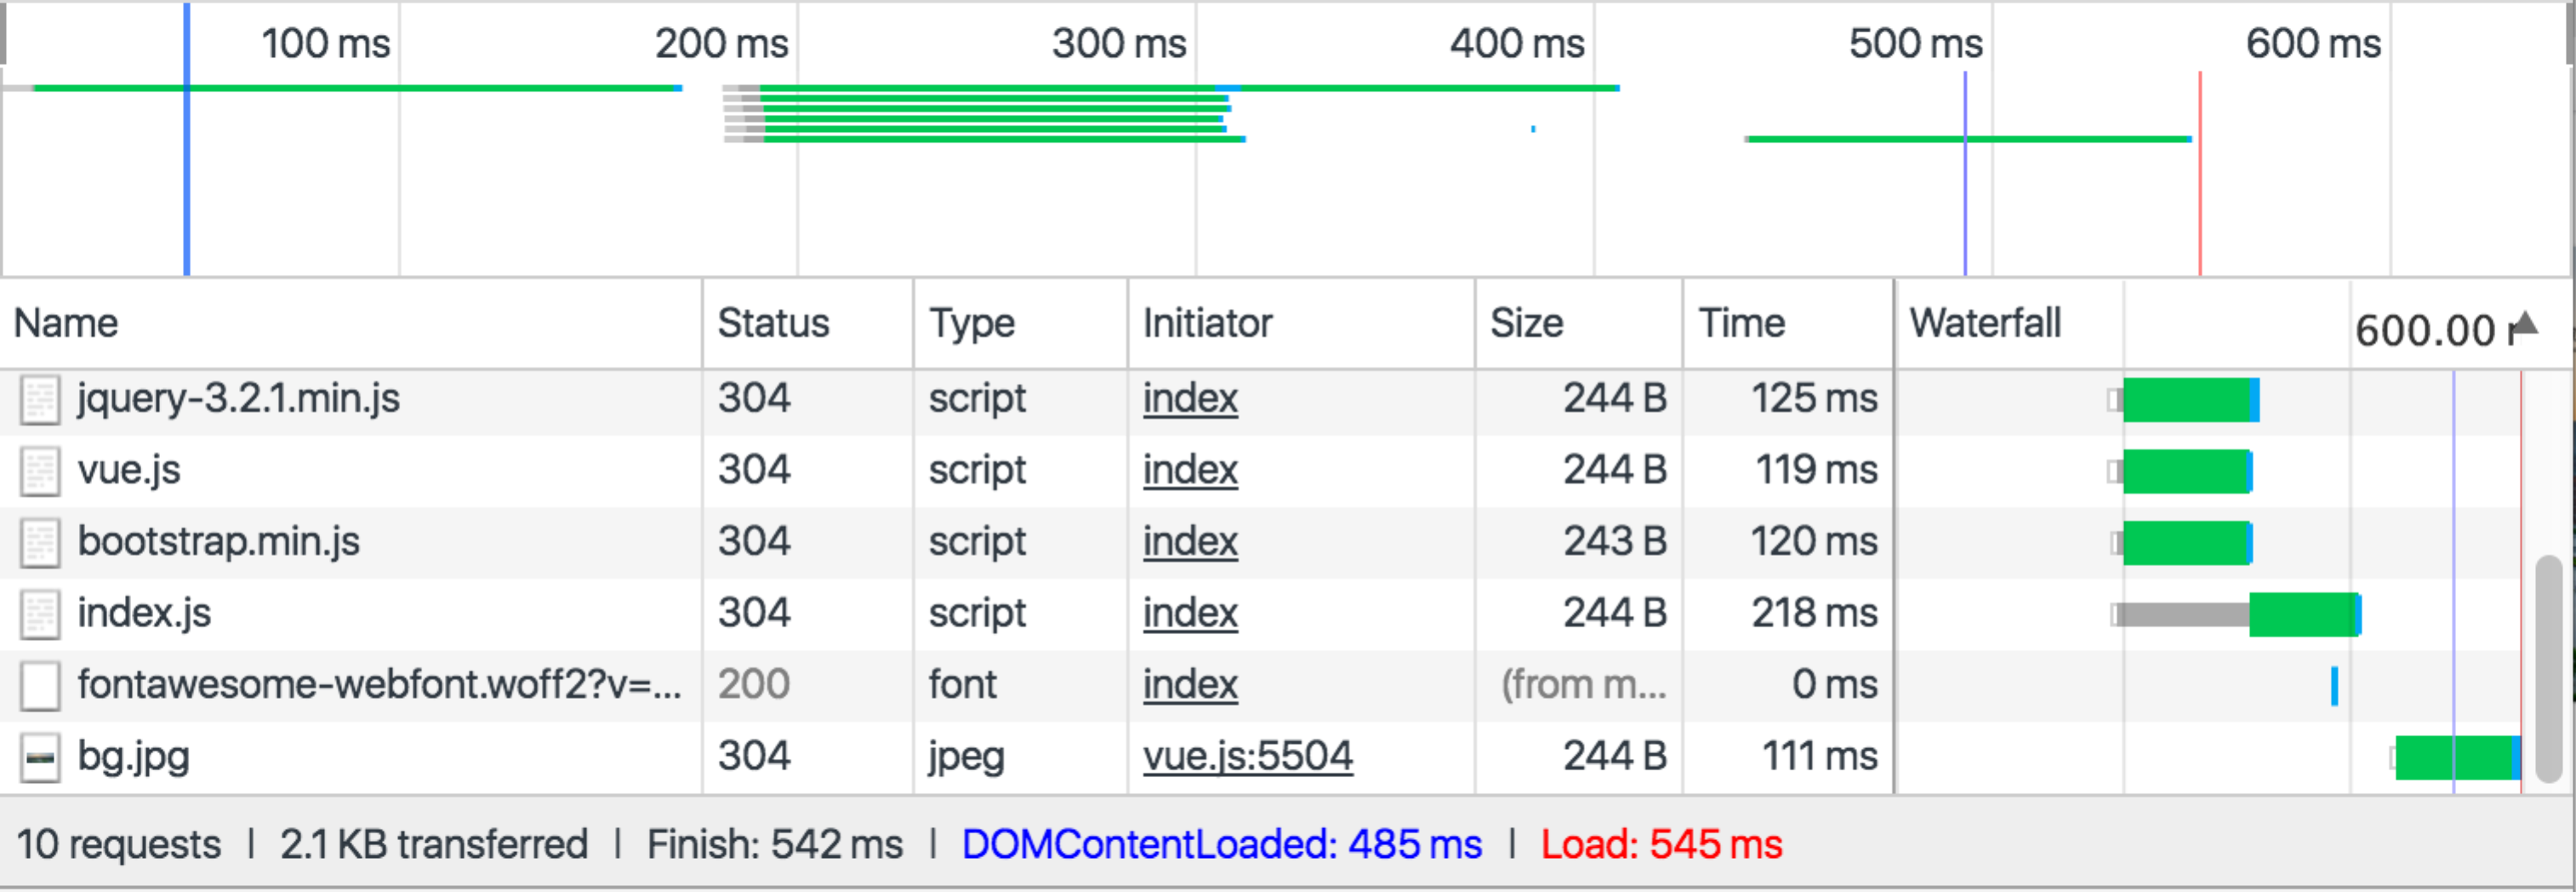 100 ms 200 ms 300 ms 400 ms 500 ms 600 ms
Name Status Type Initiator Size Time Waterfall 600.00
jquery-3.2.1.min.js 304 script index 244 B 125 ms
vue.js 304 script index 244 B 119 ms
bootstrap.min.js 304 script index 243 B 120 ms
index.js 304 script index 244 B 218 ms
fontawesome-webfont.woff2?v=... 200 font index (from m... 0 ms
bg.jpg 304 jpeg vue.js:5504 244 B 111 ms
10 requests | 2.1 KB transferred | Finish: 542 ms | DOMContentLoaded: 485 ms | Load: 545 ms